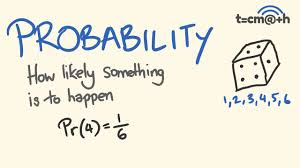 t=cm@+h
PROBABILITY
How likely something
is to happen
Pr(4)=1/6
1,2,3,4,5,6